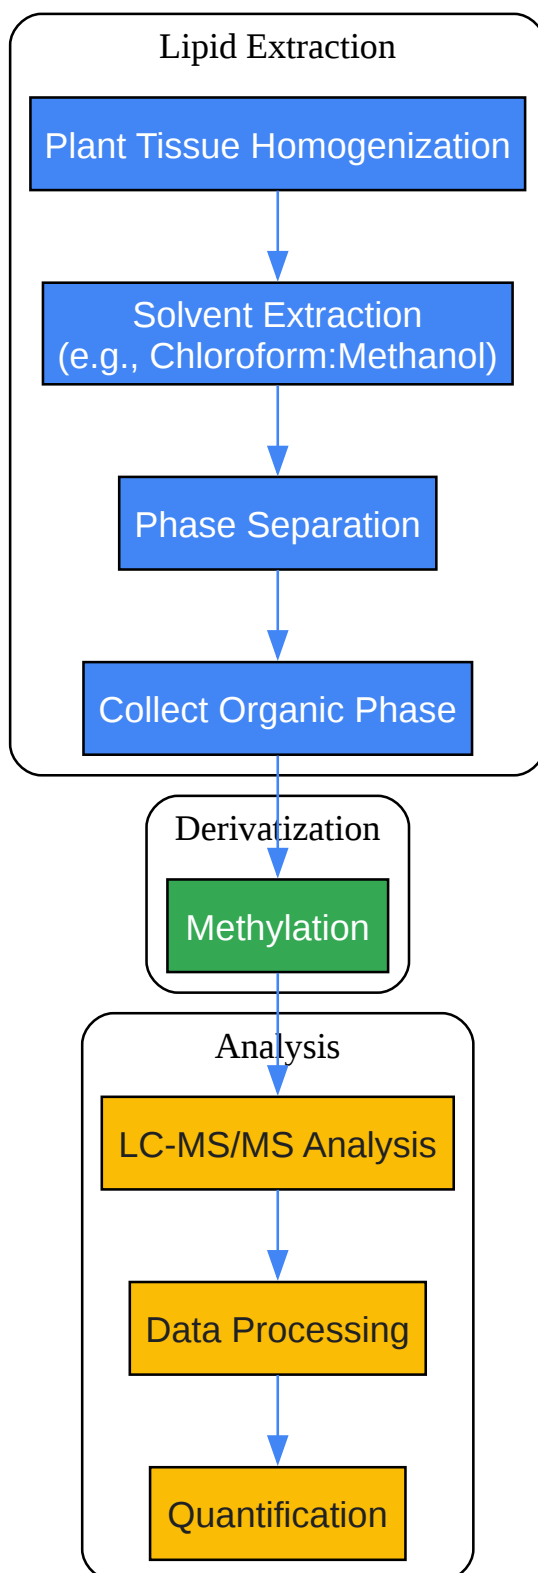 Lipid Extraction
Plant Tissue Homogenization
Solvent Extraction
(e.g., Chloroform:Methanol)
Phase Separation
Collect Organic Phase
Derivatization
Methylation
Analysis
LC-MS/MS Analysis
Data Processing
Quantification